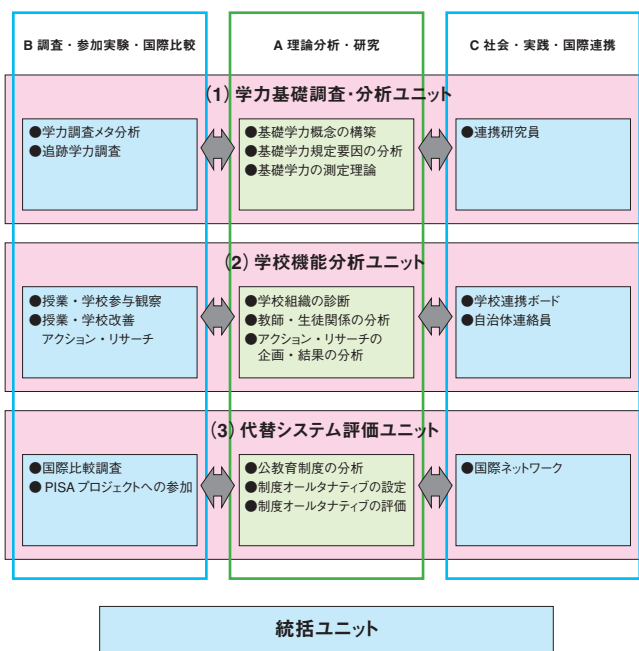 B 調査・参加実験・国際比較
A 理論分析・研究
C 社会・実践・国際連携
(1) 学力基礎調査・分析ユニット
●学力調査メタ分析
●追跡学力調査
●基礎学力概念の構築
●基礎学力規定要因の分析
●基礎学力の測定理論
●連携研究員
(2) 学校機能分析ユニット
●授業・学校参与観察
●授業・学校改善
アクション・リサーチ
●学校組織の診断
●教師・生徒関係の分析
●アクション・リサーチの
企画・結果の分析
●学校連携ボード
●自治体連絡員
(3) 代替システム評価ユニット
●国際比較調査
●PISAプロジェクトへの参加
●公教育制度の分析
●制度オールタナティブの設定
●制度オールタナティブの評価
●国際ネットワーク
統括ユニット